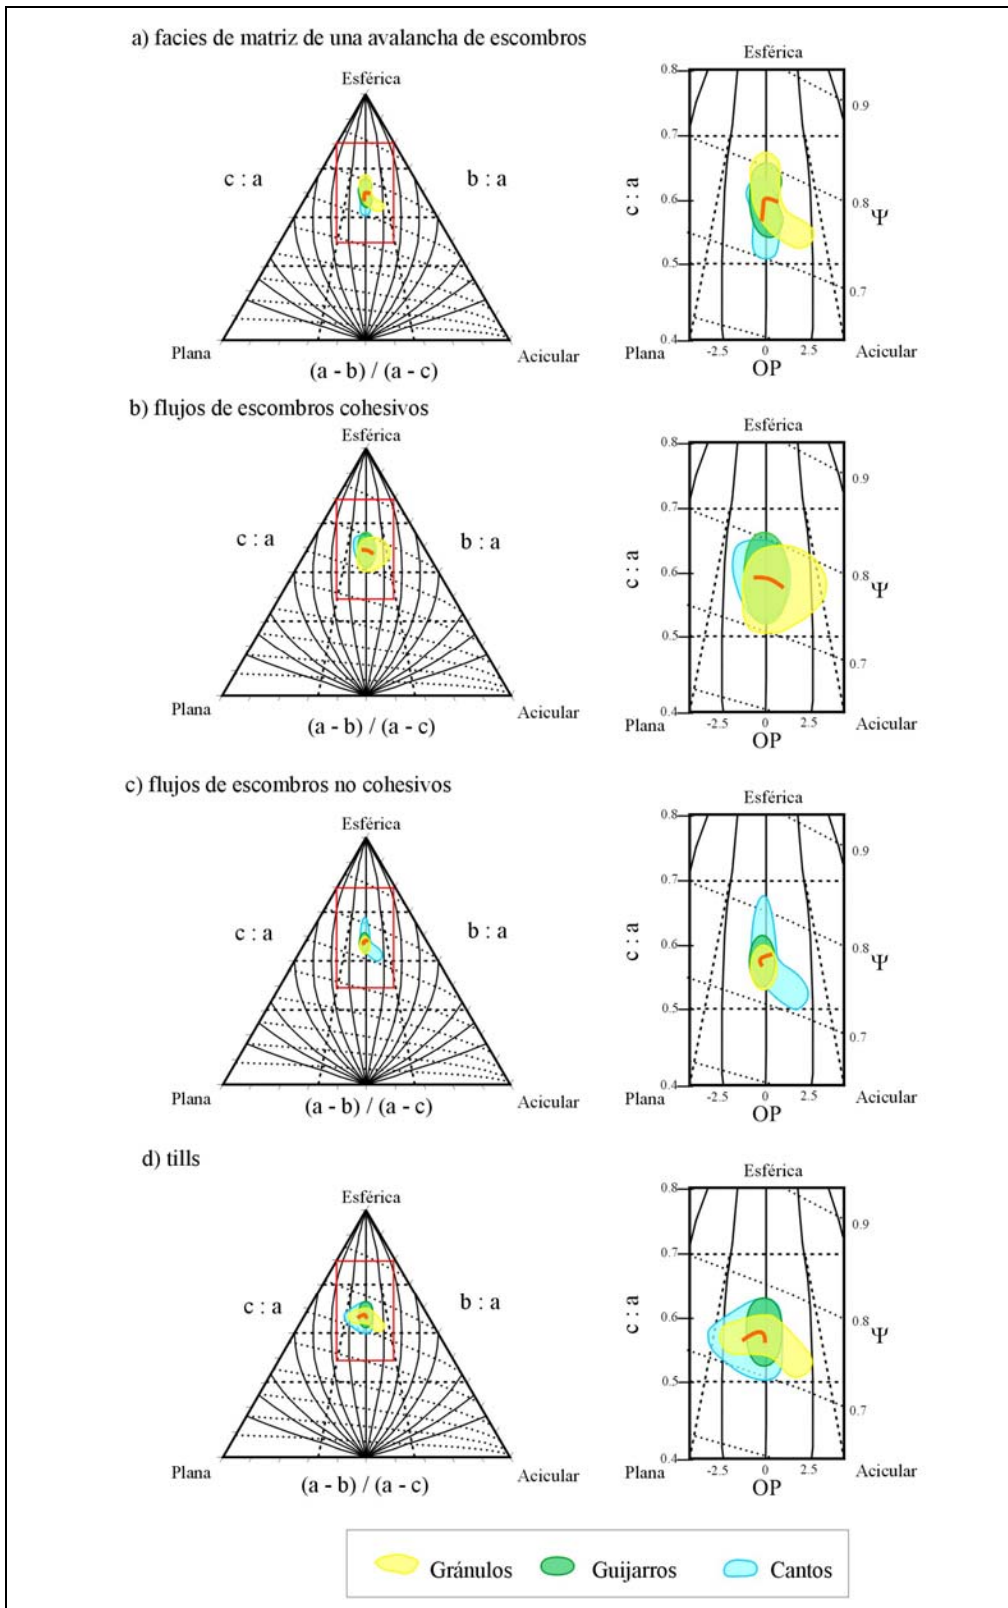 a) facies de matriz de una avalancha de escombros
Esférica
c : a
b : a
Plana
Acicular
(a - b) / (a - c)
Esférica
0.8
0.7
0.6
0.5
0.4
c : a
0.9
0.8
0.7
Ψ
Plana
-2.5
0
2.5
Acicular
OP
b) flujos de escombros cohesivos
Esférica
c : a
b : a
Plana
Acicular
(a - b) / (a - c)
Esférica
0.8
0.7
0.6
0.5
0.4
c : a
0.9
0.8
0.7
Ψ
Plana
-2.5
0
2.5
Acicular
OP
c) flujos de escombros no cohesivos
Esférica
c : a
b : a
Plana
Acicular
(a - b) / (a - c)
Esférica
0.8
0.7
0.6
0.5
0.4
c : a
0.9
0.8
0.7
Ψ
Plana
-2.5
0
2.5
Acicular
OP
d) tills
Esférica
c : a
b : a
Plana
Acicular
(a - b) / (a - c)
Esférica
0.8
0.7
0.6
0.5
0.4
c : a
0.9
0.8
0.7
Ψ
Plana
-2.5
0
2.5
Acicular
OP
Gránulos Guijarros Cantos